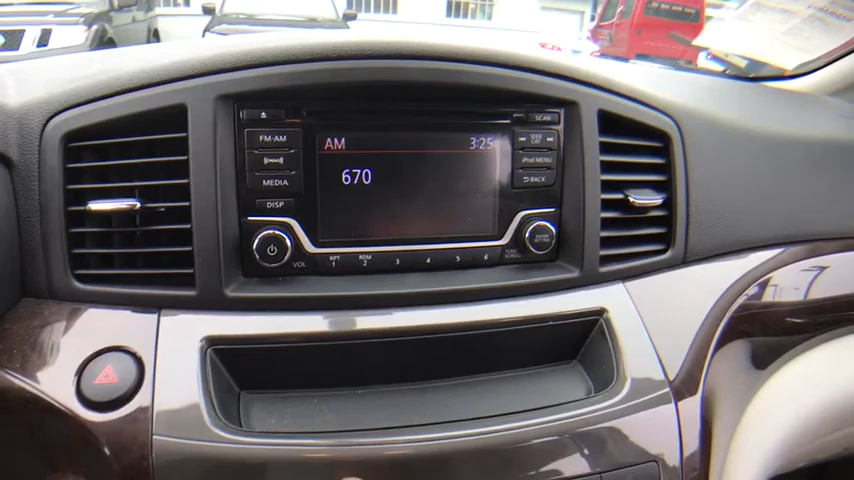 SCAN
FM·AM
SEEK
CAT
iPod MENU
MEDIA
BACK
DISP
AM 3:25
670
VOL
RPT
1
RDM
2
3
4
5
6
TUNE
SCROLL
ENTER
SETTING